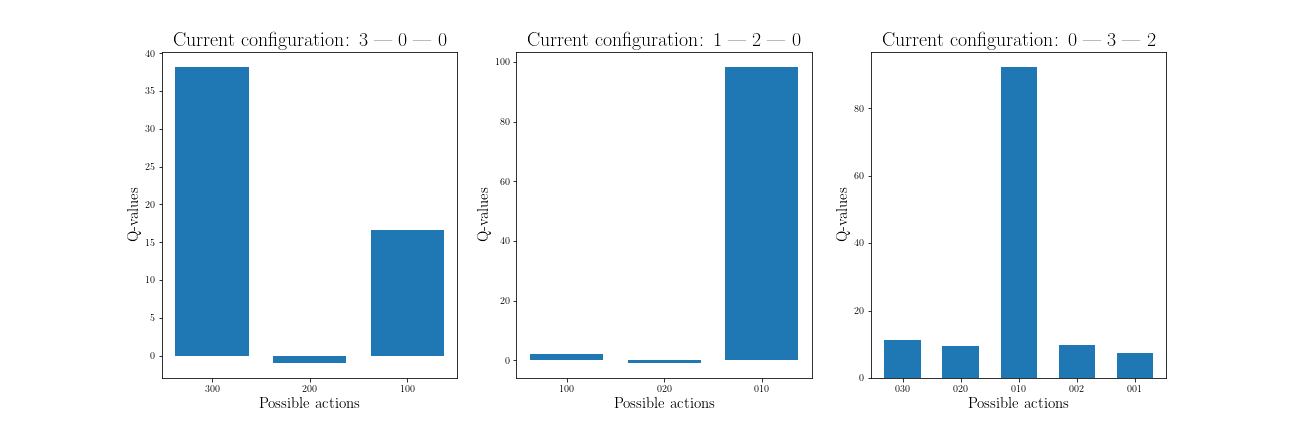 Current configuration: 3 — 0 — 0
40
35
30
25
20
15
10
5
0
Q-values
300 200 100
Possible actions
Current configuration: 1 — 2 — 0
100
80
60
40
20
0
Q-values
100 020 010
Possible actions
Current configuration: 0 — 3 — 2
80
60
40
20
0
Q-values
030 020 010 002 001
Possible actions